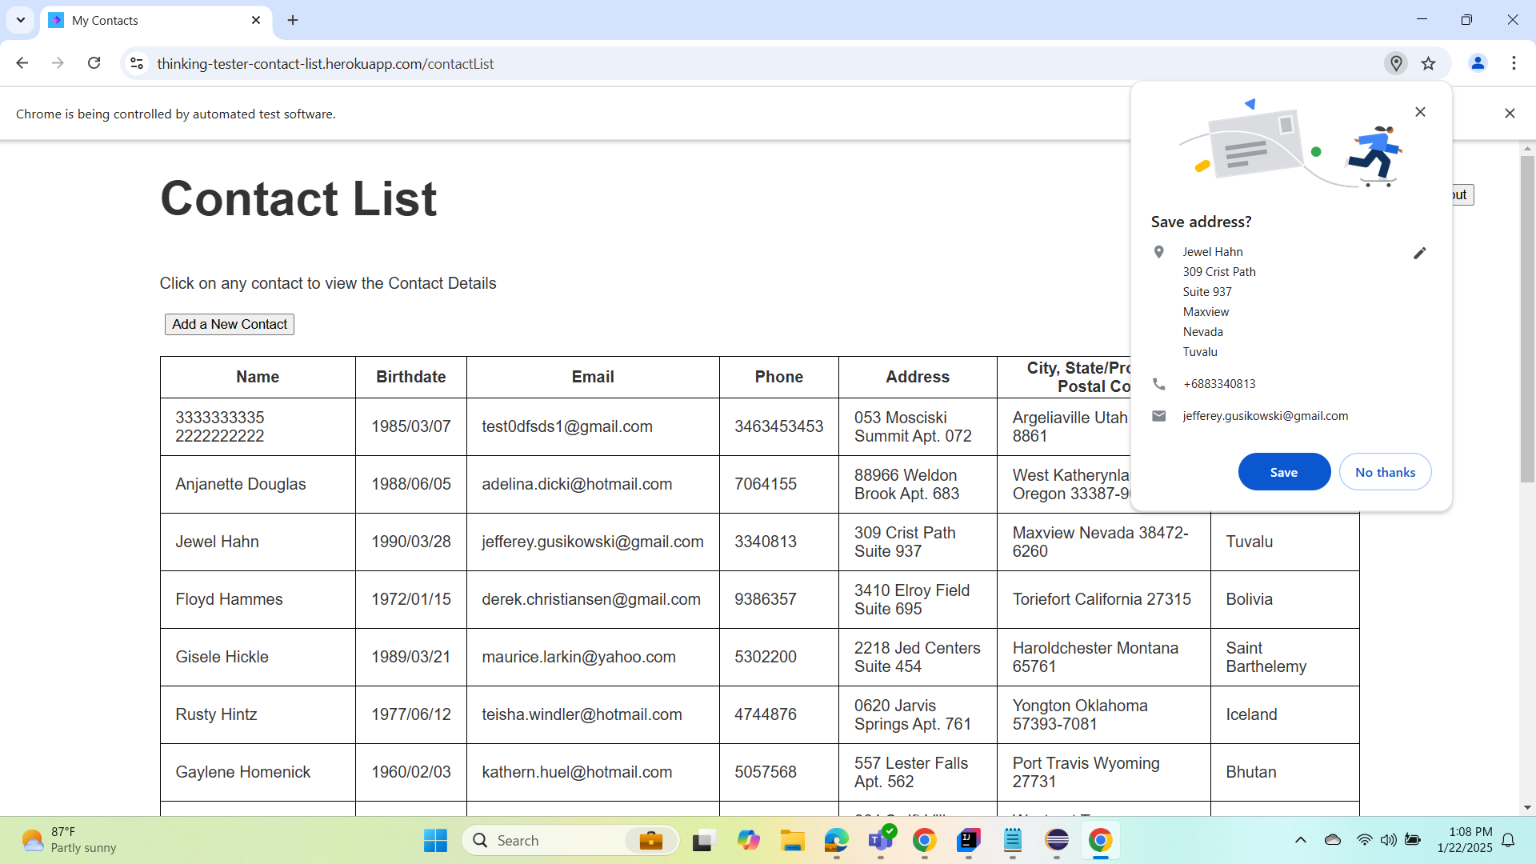 My Contacts
thinking-tester-contact-list.herokuapp.com/contactList
Chrome is being controlled by automated test software.
Contact List
Click on any contact to view the Contact Details
Add a New Contact
Save address?
Jewel Hahn
309 Crist Path
Suite 937
Maxview
Nevada
Tuvalu
+6883340813
jefferey.gusikowski@gmail.com
Save No thanks
Name Birthdate Email Phone Address
3333333335
2222222222
1985/03/07
test0dfsds1@gmail.com
3463453453
053 Mosciski
Summit Apt. 072
Argeliaville Utah
8861
Anjanette Douglas
1988/06/05
adelina.dicki@hotmail.com
7064155
88966 Weldon
Brook Apt. 683
West
Oregon
Jewel Hahn
1990/03/28
jefferey.gusikowski@gmail.com
3340813
309 Crist Path
Suite 937
Maxview Nevada 38472-
6260
Tuvalu
Floyd Hammes
1972/01/15
derek.christiansen@gmail.com
9386357
3410 Elroy Field
Suite 695
Toriefort California 27315
Bolivia
Gisele Hickle
1989/03/21
maurice.larkin@yahoo.com
5302200
2218 Jed Centers
Suite 454
Haroldchester Montana
65761
Saint
Barthelemy
Rusty Hintz
1977/06/12
teisha.windler@hotmail.com
4744876
0620 Jarvis
Springs Apt. 761
Yongton Oklahoma
57393-7081
Iceland
Gaylene Homenick
1960/02/03
kathern.huel@hotmail.com
5057568
557 Lester Falls
Apt. 562
Port Travis Wyoming
27731
Bhutan
87°F
Partly sunny
Search
1:08 PM
1/22/2025